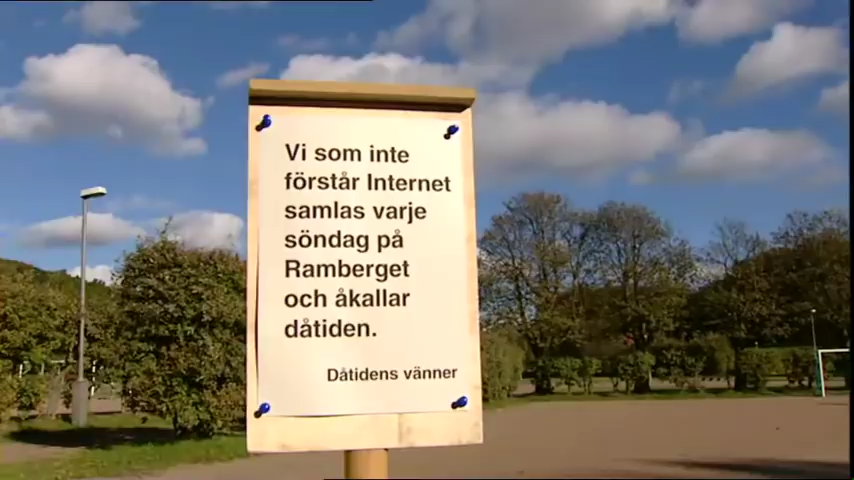 Vi som inte
förstår Internet
samlas varje
söndag på
Ramberget
och åkallar
dåtiden.
Dåtidens vänner